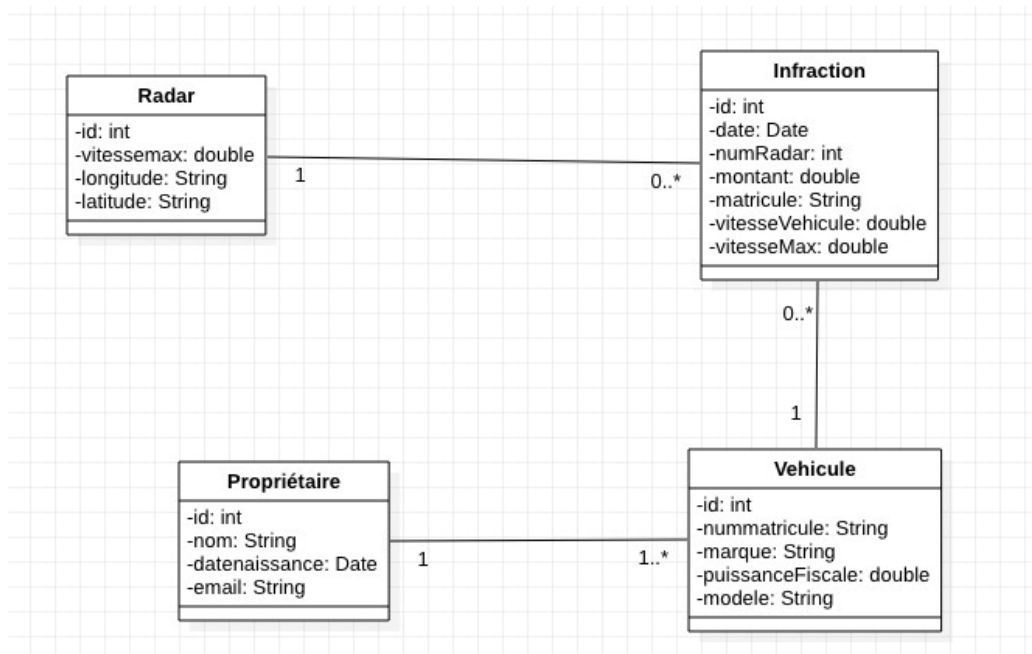 Radar
-id: int
-vitessemax: double
-longitude: String
-latitude: String
1
0..*
Infraction
-id: int
-date: Date
-numRadar: int
-montant: double
-matricule: String
-vitesseVehicule: double
-vitesseMax: double
0..*
1
Propriétaire
-id: int
-nom: String
-datenaissance: Date
-email: String
1
1..*
Vehicule
-id: int
-nummatricule: String
-marque: String
-puissanceFiscale: double
-modele: String